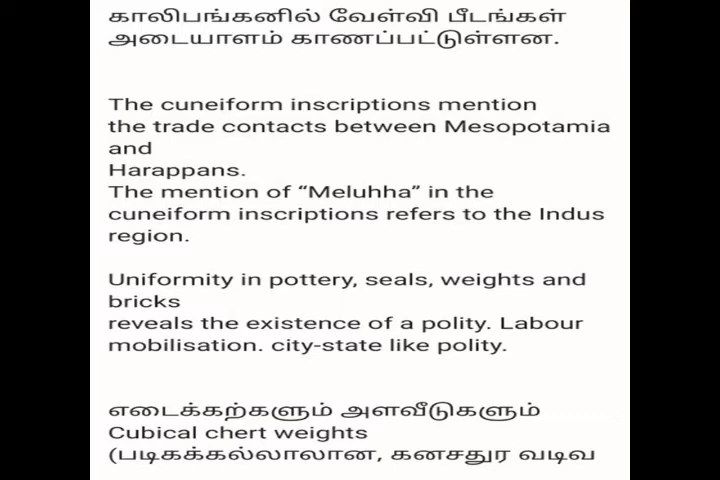 காலிபங்கனில் வேள்வி பீடங்கள்
அடையாளம் காணப்பட்டுள்ளன.
The cuneiform inscriptions mention
the trade contacts between Mesopotamia
and
Harappans.
The mention of “Meluhha” in the
cuneiform inscriptions refers to the Indus
region.
Uniformity in pottery, seals, weights and
bricks
reveals the existence of a polity. Labour
mobilisation. city-state like polity.
எடைக்கற்களும் அளவீடுகளும்
Cubical chert weights
(படிகக்கல்லாலான, கனசதுர வடிவ